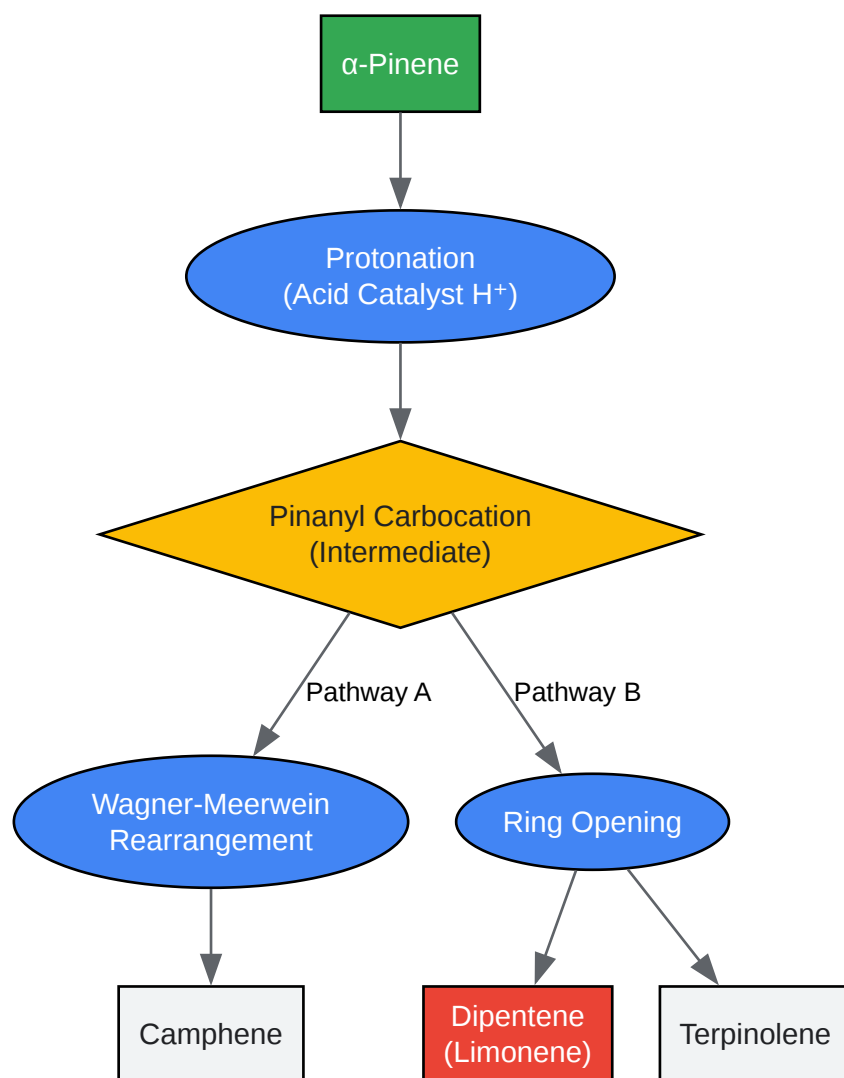 α-Pinene
Protonation
(Acid Catalyst H⁺)
Pinanyl Carbocation
(Intermediate)
Pathway A
Pathway B
Wagner-Meerwein
Rearrangement
Ring Opening
Camphene
Dipentene
(Limonene)
Terpinolene